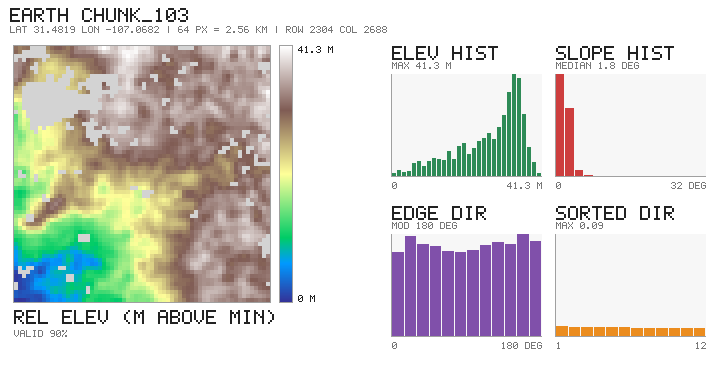 EARTH CHUNK_103
LAT 31.4819 LON -107.0682 | 64 PX = 2.56 KM | ROW 2304 COL 2688
41.3 M
0 M
REL ELEV (M ABOVE MIN)
VALID 90%
ELEV HIST
MAX 41.3 M
0 41.3 M
SLOPE HIST
MEDIAN 1.8 DEG
0 32 DEG
EDGE DIR
MOD 180 DEG
0 180 DEG
SORTED DIR
MAX 0.09
1 12